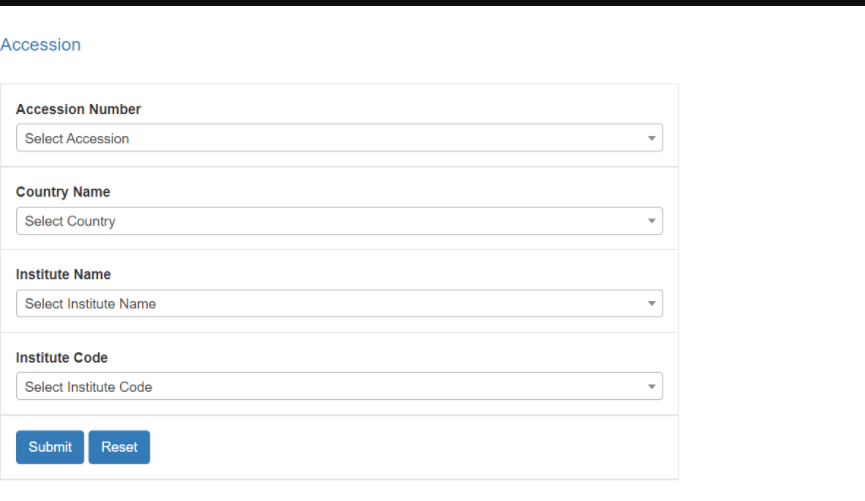 Accession
Accession Number
Select Accession
Country Name
Select Country
Institute Name
Select Institute Name
Institute Code
Select Institute Code
Submit Reset